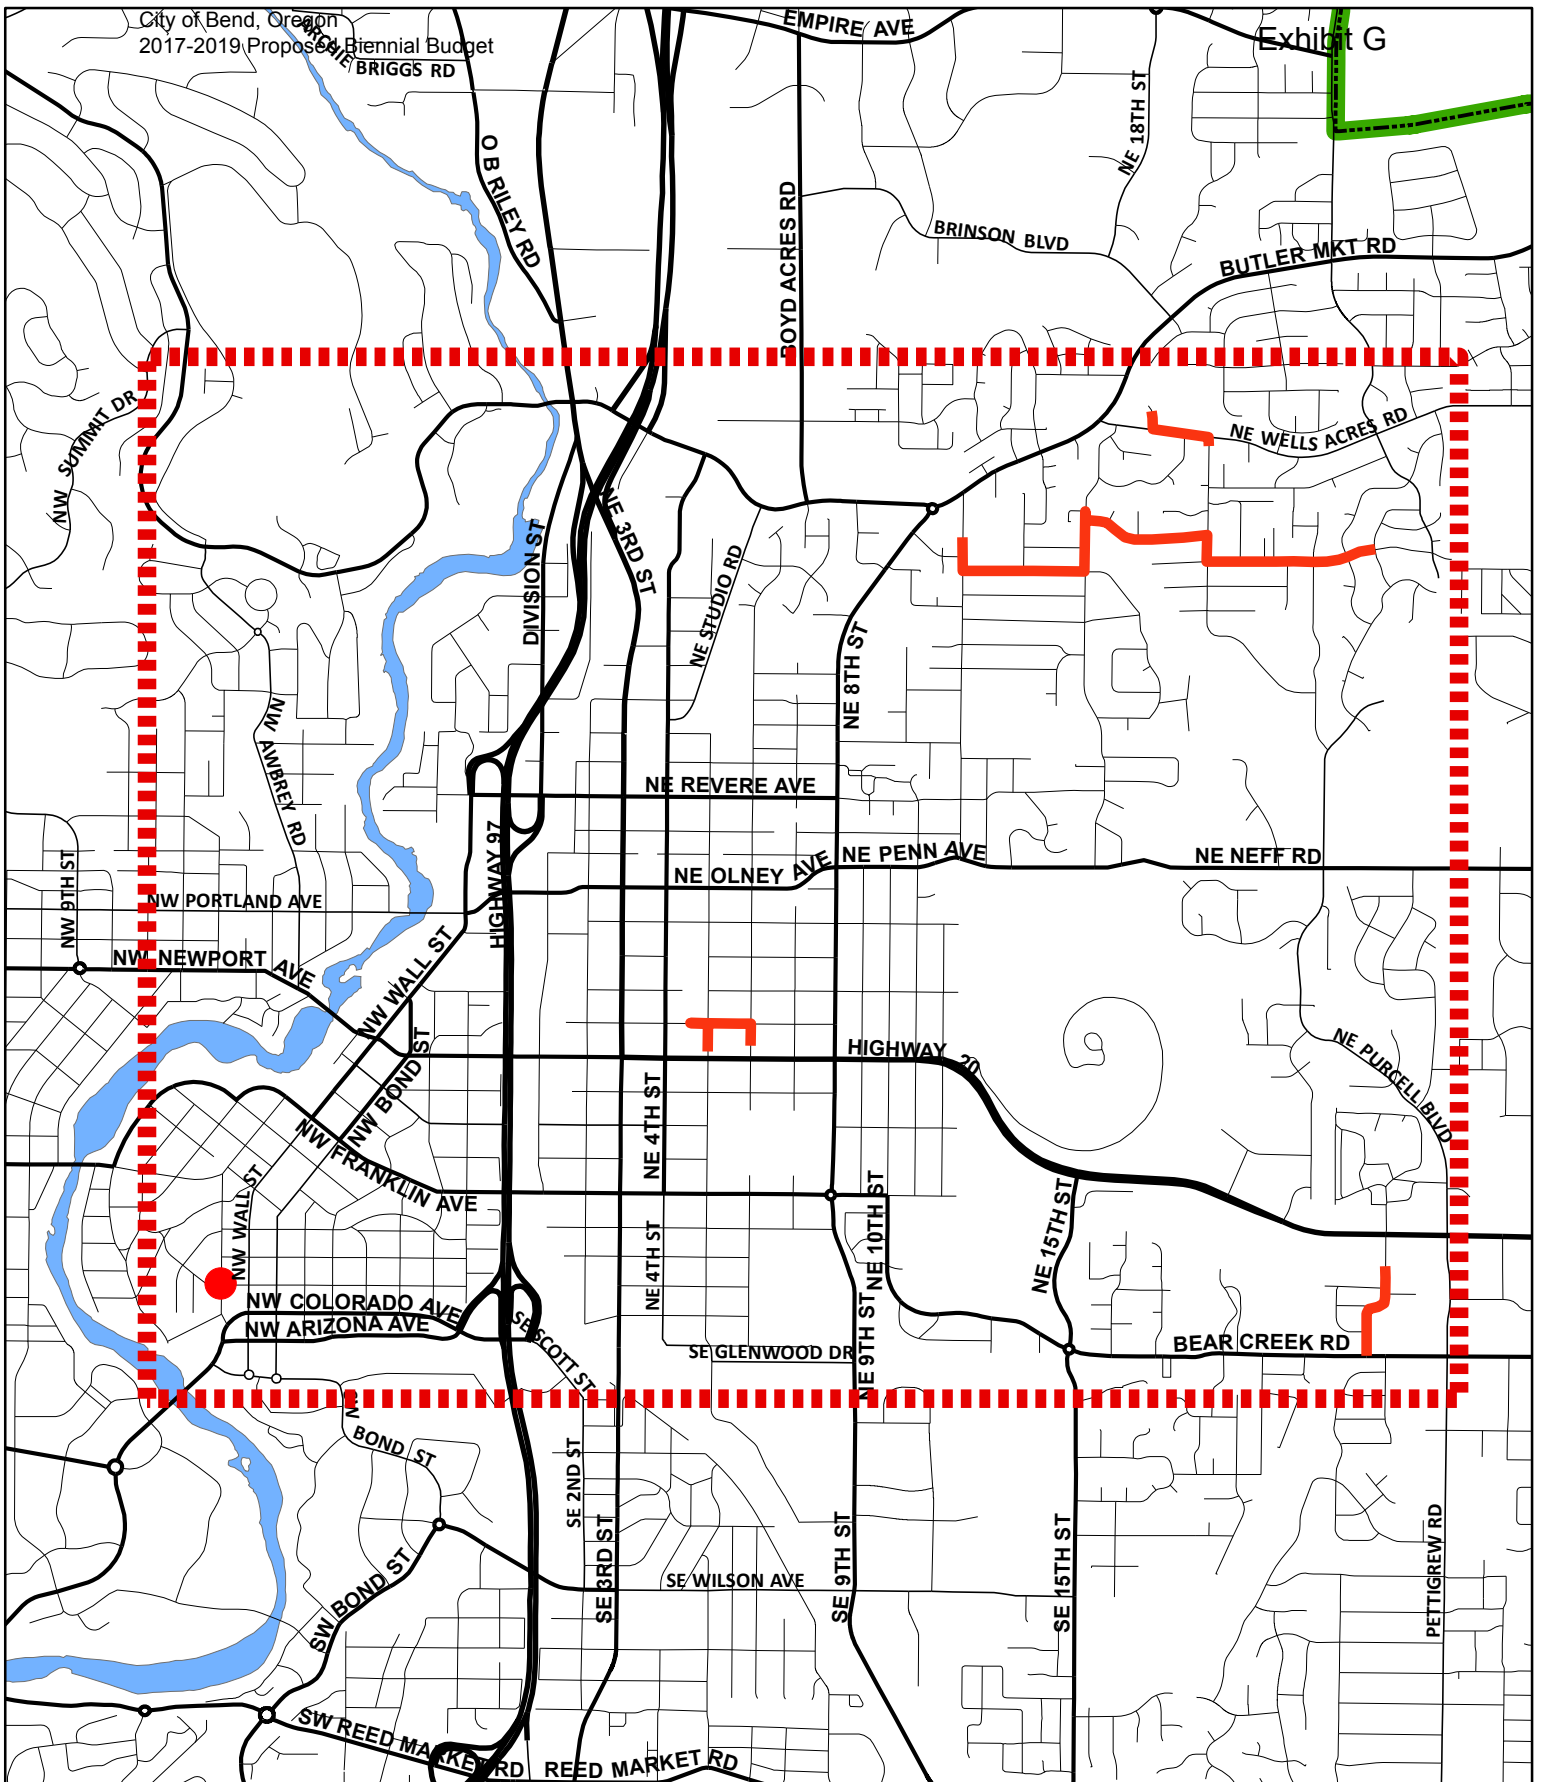 City of Bend, Oregon
2017-2019 Proposed Biennial Budget
Exhibit G
EMPIRE AVE
ARCHIE BRIGGS RD
NE 18TH ST
O B RILEY RD
BOYD ACRES RD
BRINSON BLVD
BUTLER MKT RD
NW SUMMIT DR
NE WELLS ACRES RD
NE 3RD ST
DIVISION ST
NE STUDIO RD
NE 8TH ST
NW AWBREY RD
NE REVERE AVE
HIGHWAY 97
NE OLNEY AVE
NE PENN AVE
NE NEFF RD
NW 9TH ST
NW PORTLAND AVE
NW NEWPORT AVE
NW WALL ST
NW BOND ST
HIGHWAY 20
NE PURCELL BLVD
NE 4TH ST
NW FRANKLIN AVE
NW WALL ST
NE 10TH ST
NE 15TH ST
NE 4TH ST
NW COLORADO AVE
NW ARIZONA AVE
SE SCOTT ST
SE GLENWOOD DR
NE 9TH ST
BEAR CREEK RD
NW BOND ST
SE 2ND ST
SE 3RD ST
SE WILSON AVE
SE 9TH ST
SE 15TH ST
PETTIGREW RD
SW BOND ST
SW REED MARKET RD
REED MARKET RD